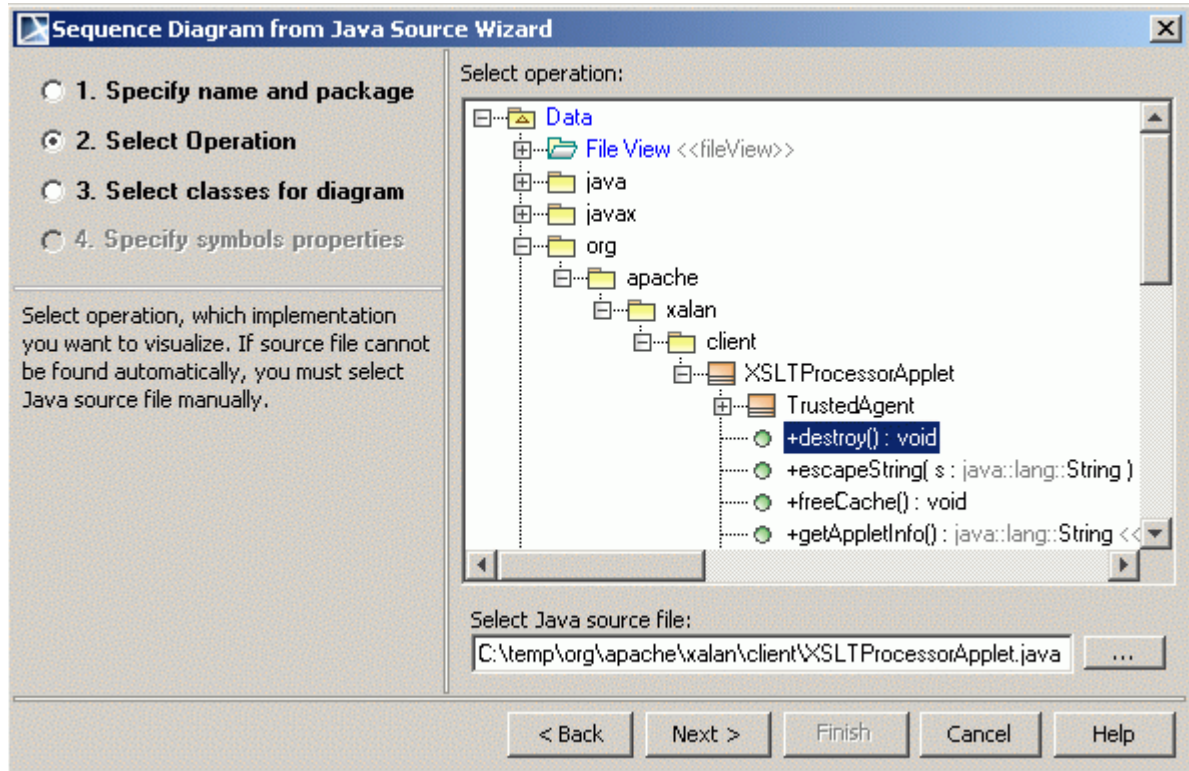 Sequence Diagram from Java Source Wizard
1. Specify name and package
2. Select Operation
3. Select classes for diagram
4. Specify symbols properties
Select operation, which implementation
you want to visualize. If source file cannot
be found automatically, you must select
Java source file manually.
Select operation:
Data
File View <<fileView>>
java
javax
org
apache
xalan
client
XSLTProcessorApplet
TrustedAgent
+destroy() : void
+escapeString( s : java::lang::String )
+freeCache() : void
+getAppletInfo() : java::lang::String <<
Select Java source file:
C:\temp\org\apache\xalan\client\XSLTProcessorApplet.java
...
< Back
Next >
Finish
Cancel
Help